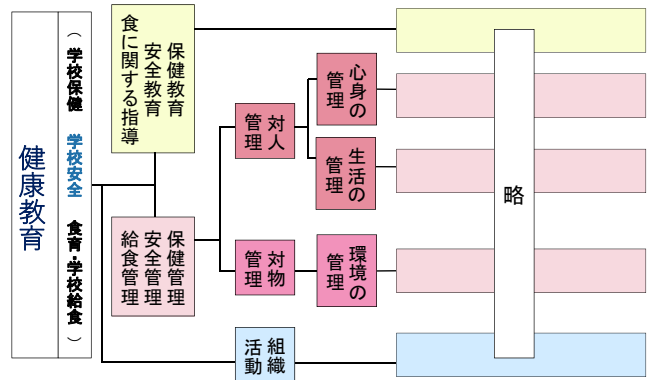 健康教育
（学校保健　学校安全　食育・学校給食）
保健教育
安全教育
食に関する指導
保健管理
安全管理
給食管理
対人
管理
心身の
管理
生活の
管理
対物
管理
環境の
管理
組織
活動
略